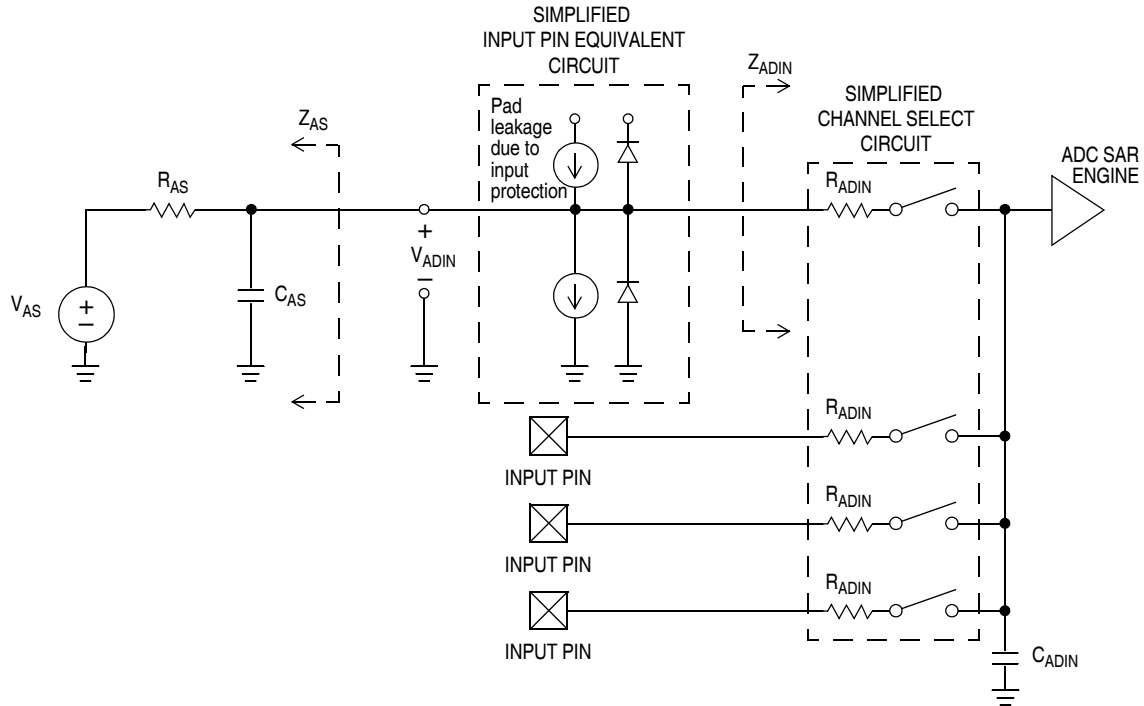 SIMPLIFIED
INPUT PIN EQUIVALENT
CIRCUIT
Pad
leakage
due to
input
protection
Z_ADIN
SIMPLIFIED
CHANNEL SELECT
CIRCUIT
ADC SAR
ENGINE
Z_AS
R_AS
R_ADIN
+
V_ADIN
–
V_AS
+
–
C_AS
R_ADIN
INPUT PIN
R_ADIN
INPUT PIN
R_ADIN
INPUT PIN
C_ADIN